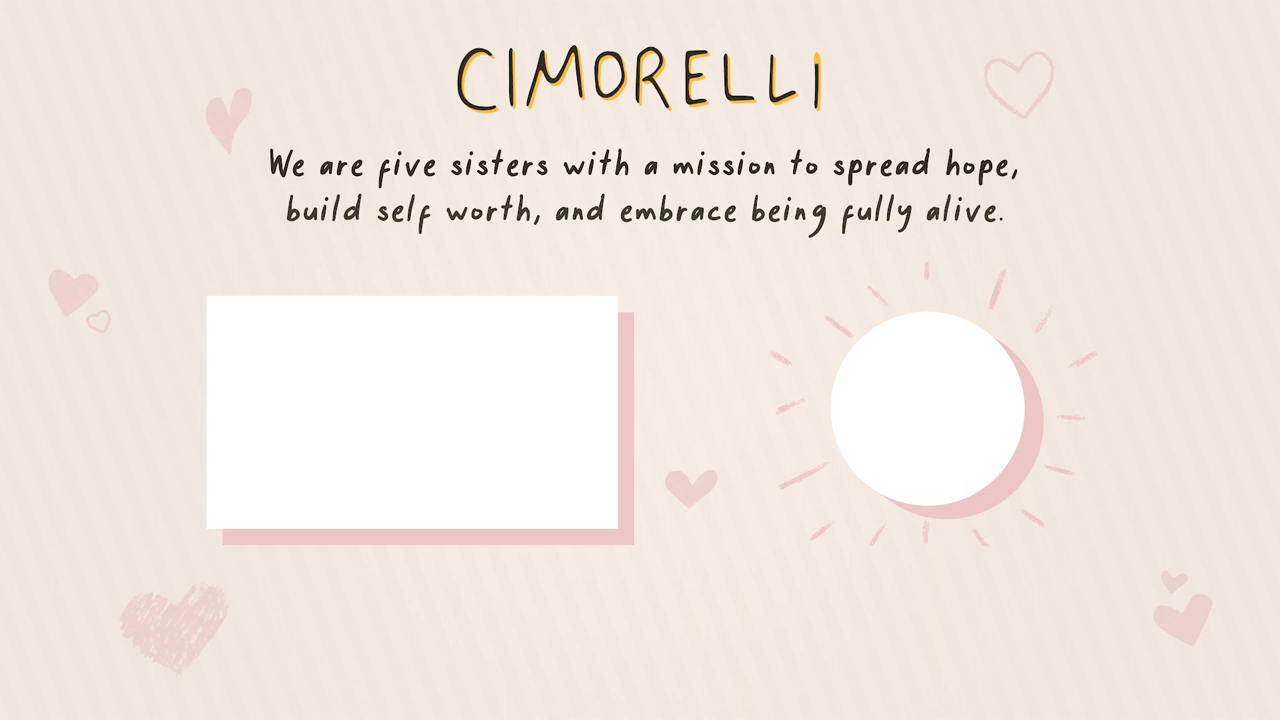 CIMORELLI
We are five sisters with a mission to spread hope,
build self worth, and embrace being fully alive.